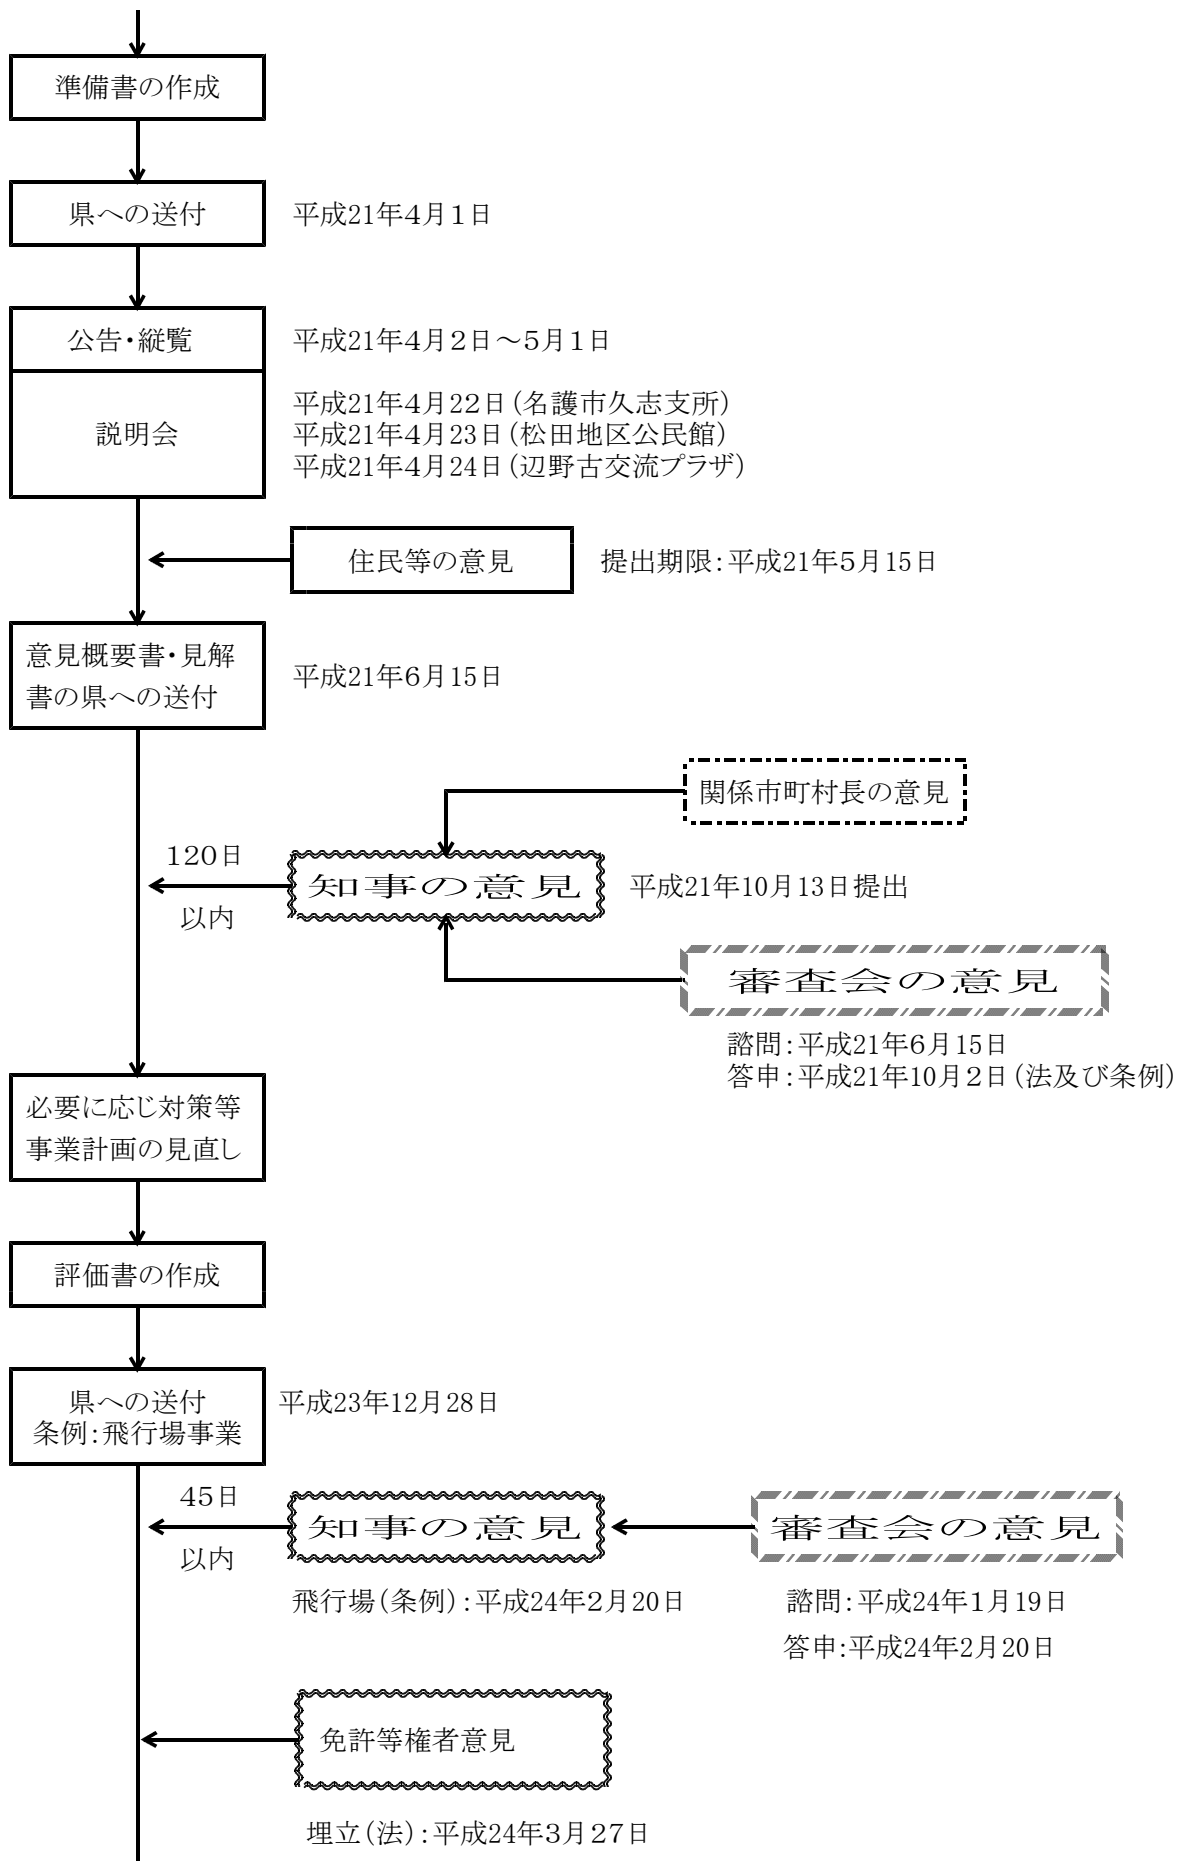 準備書の作成
県への送付
平成21年4月1日
公告・縦覧
平成21年4月2日～5月1日
説明会
平成21年4月22日(名護市久志支所)
平成21年4月23日(松田地区公民館)
平成21年4月24日(辺野古交流プラザ)
住民等の意見
提出期限:平成21年5月15日
意見概要書・見解
書の県への送付
平成21年6月15日
関係市町村長の意見
120日
以内
知事の意見
平成21年10月13日提出
審査会の意見
諮問:平成21年6月15日
答申:平成21年10月2日(法及び条例)
必要に応じ対策等
事業計画の見直し
評価書の作成
県への送付
条例:飛行場事業
平成23年12月28日
45日
以内
知事の意見
審査会の意見
飛行場(条例):平成24年2月20日
諮問:平成24年1月19日
答申:平成24年2月20日
免許等権者意見
埋立(法):平成24年3月27日